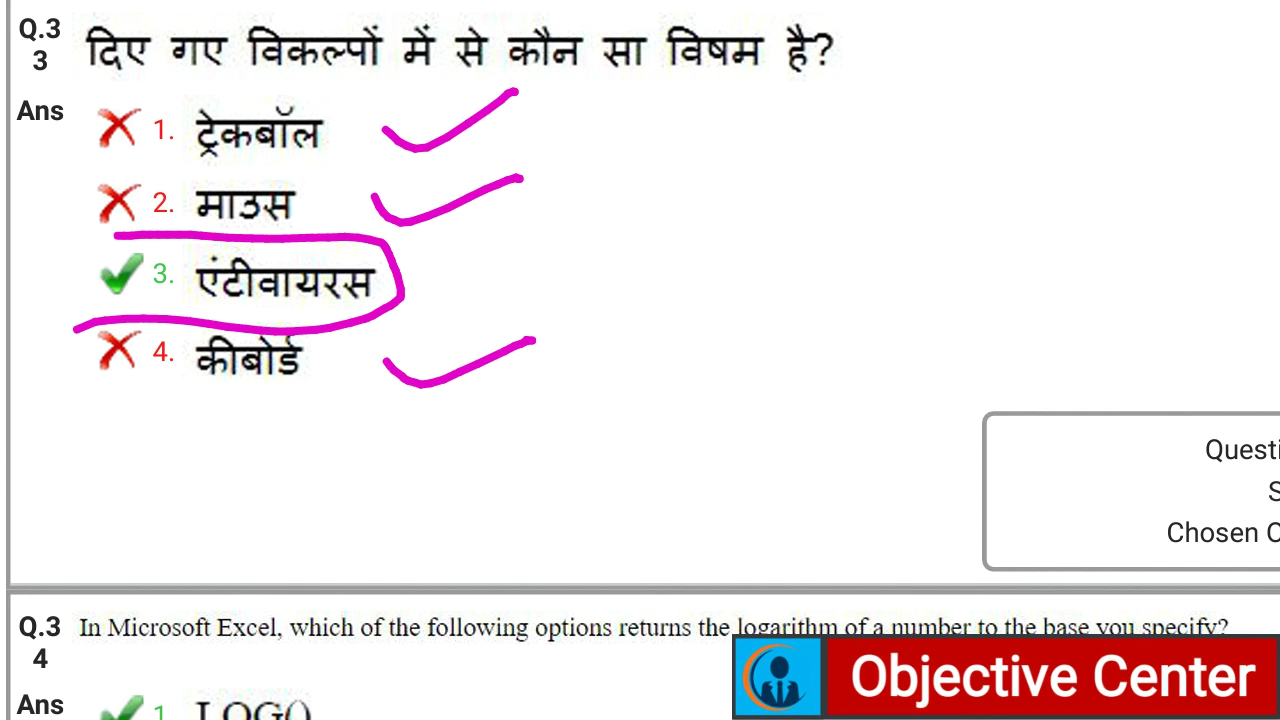 Q.3
3
दिए गए विकल्पों में से कौन सा विषम है?
Ans
1. ट्रेकबॉल
2. माउस
3. एंटीवायरस
4. कीबोर्ड
Questi
S
Chosen O
Q.3
4
In Microsoft Excel, which of the following options returns the logarithm of a number to the base you specify?
Ans
1. LOG()
Objective Center